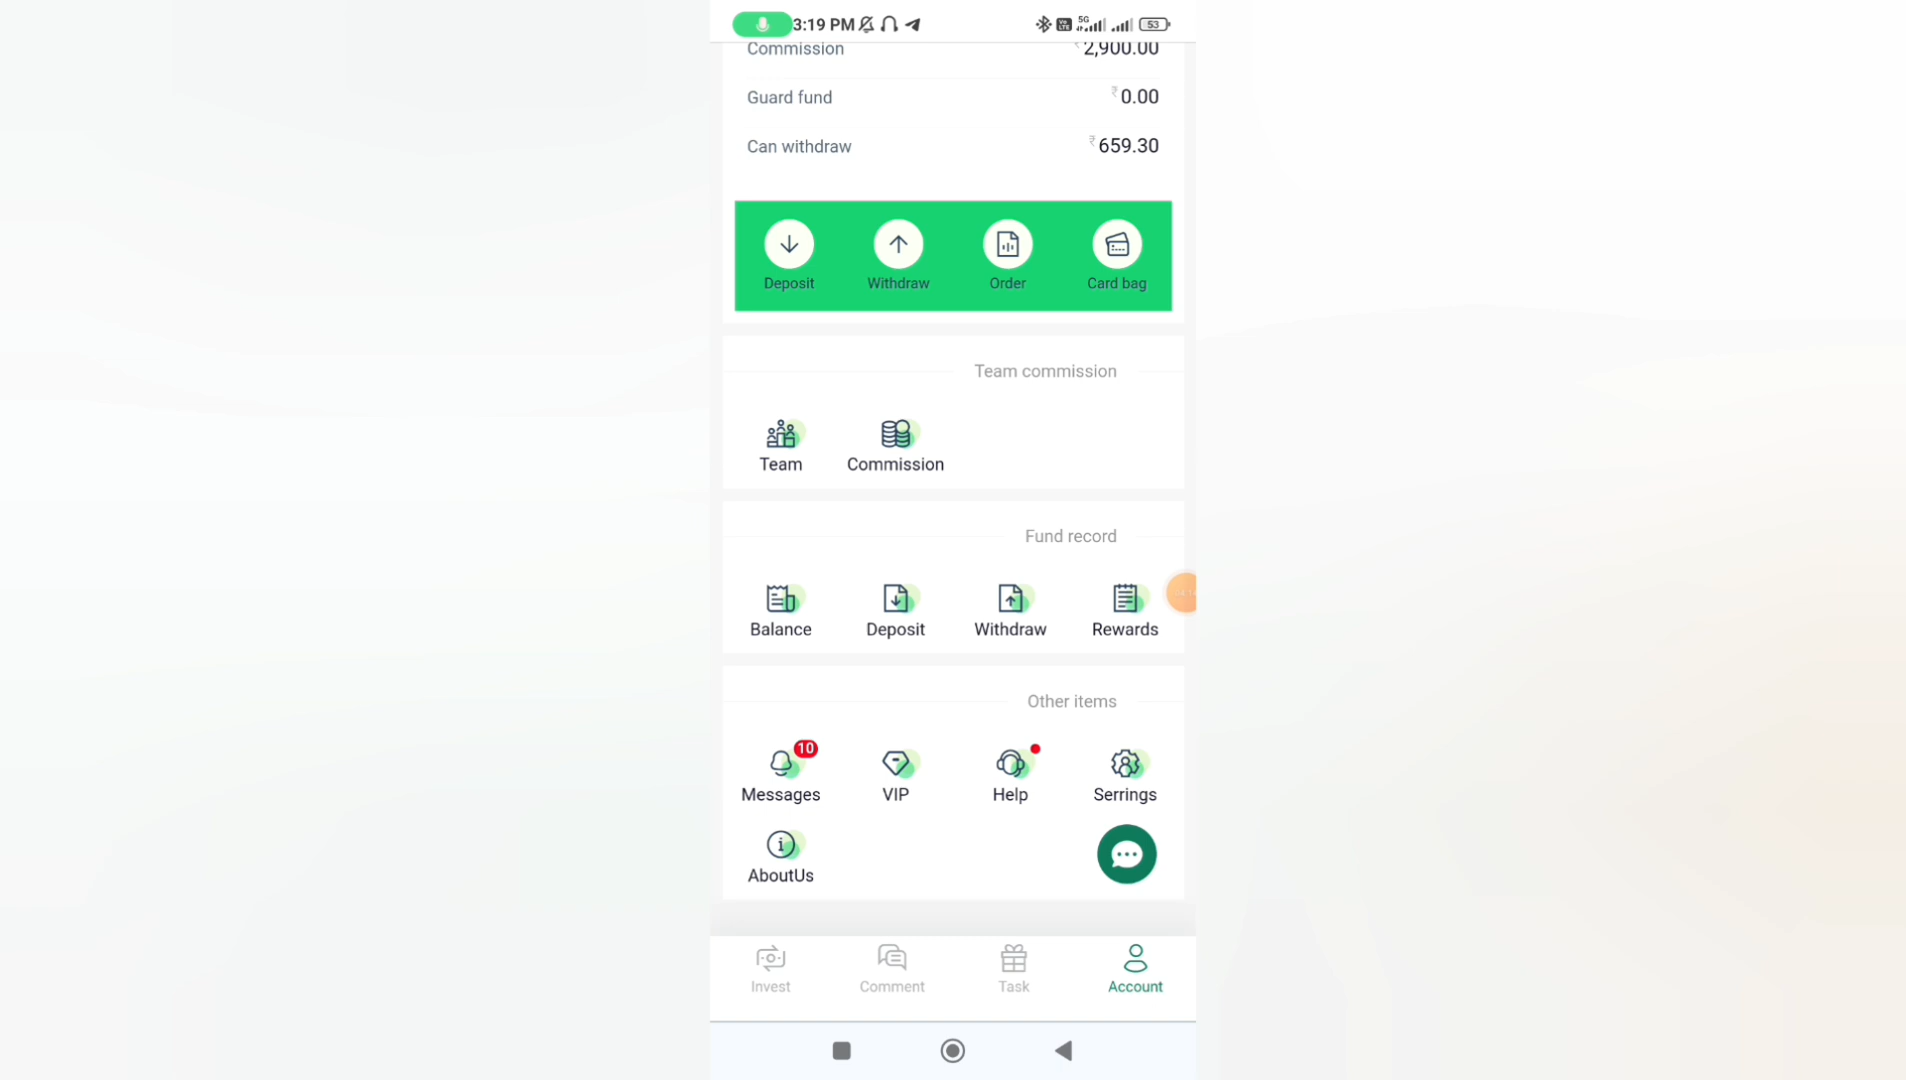 3:19 PM 5G 53
Commission ₹2,900.00
Guard fund ₹0.00
Can withdraw ₹659.30
Deposit Withdraw Order Card bag
Team commission
Team Commission
Fund record
Balance Deposit Withdraw Rewards
Other items
10
Messages VIP Help Serrings
AboutUs
Invest Comment Task Account